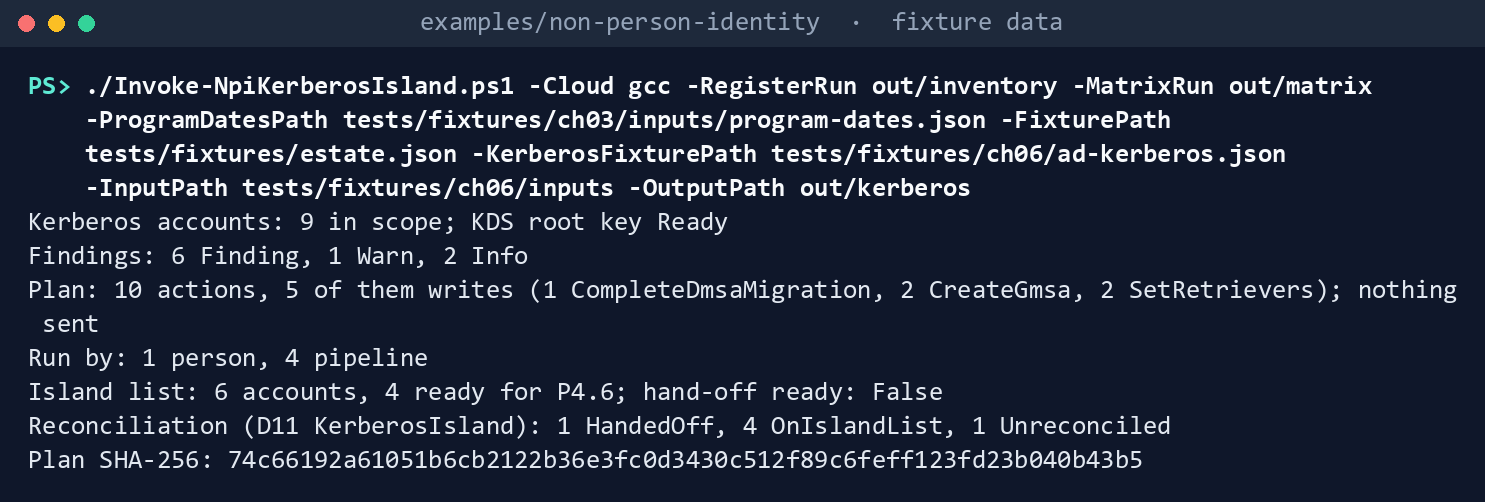 examples/non-person-identity · fixture data
PS> ./Invoke-NpiKerberosIsland.ps1 -Cloud gcc -RegisterRun out/inventory -MatrixRun out/matrix
-ProgramDatesPath tests/fixtures/ch03/inputs/program-dates.json -FixturePath
tests/fixtures/estate.json -KerberosFixturePath tests/fixtures/ch06/ad-kerberos.json
-InputPath tests/fixtures/ch06/inputs -OutputPath out/kerberos
Kerberos accounts: 9 in scope; KDS root key Ready
Findings: 6 Finding, 1 Warn, 2 Info
Plan: 10 actions, 5 of them writes (1 CompleteDmsaMigration, 2 CreateGmsa, 2 SetRetrievers); nothing
sent
Run by: 1 person, 4 pipeline
Island list: 6 accounts, 4 ready for P4.6; hand-off ready: False
Reconciliation (D11 KerberosIsland): 1 HandedOff, 4 OnIslandList, 1 Unreconciled
Plan SHA-256: 74c66192a61051b6cb2122b36e3fc0d3430c512f89c6feff123fd23b040b43b5